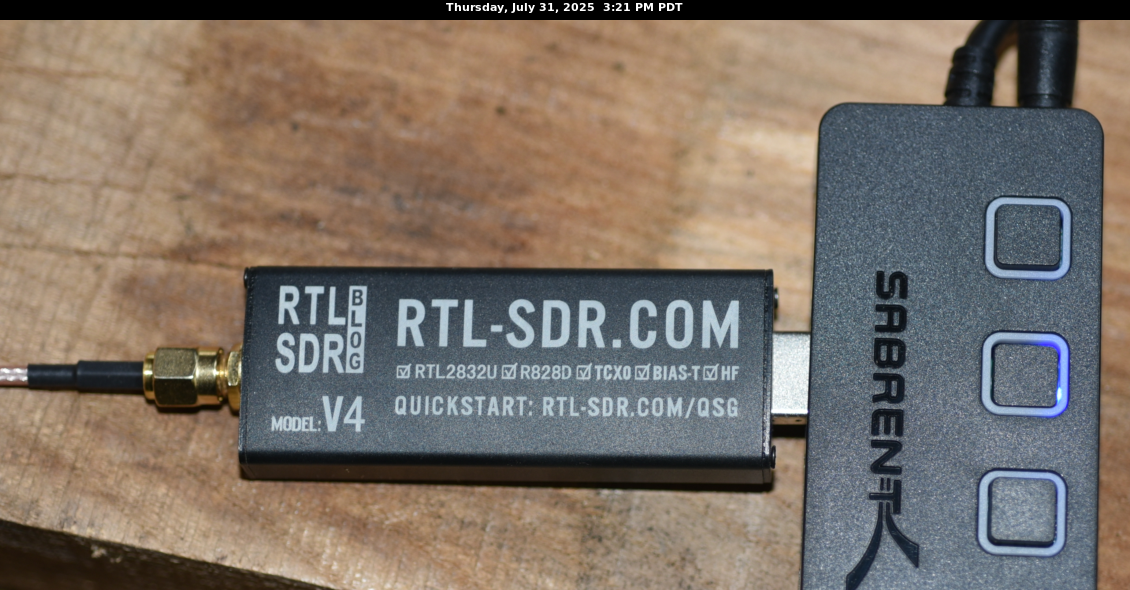 Thursday, July 31, 2025  3:21 PM PDT
RTL
SDR
BLOG
MODEL: V4
RTL-SDR.COM
☑ RTL2832U ☑ R828D ☑ TCXO ☑ BIAS-T ☑ HF
QUICKSTART: RTL-SDR.COM/QSG
SABRENT